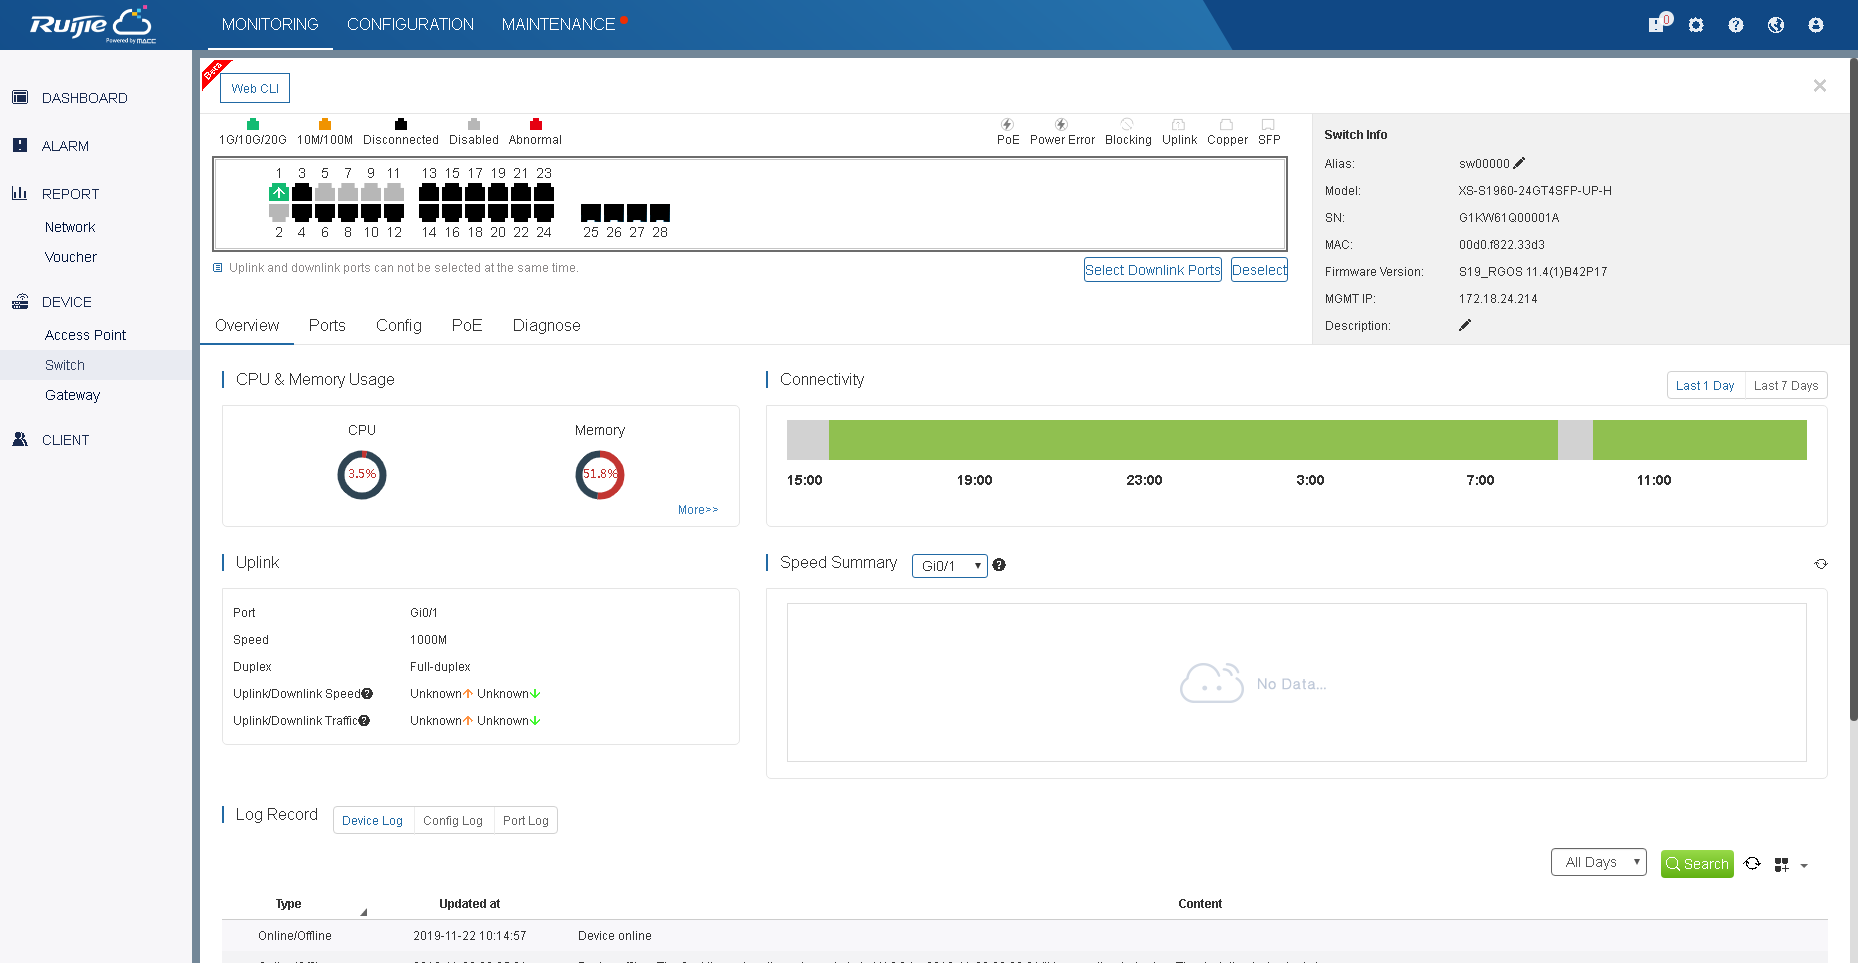 Ruijie
Powered by MACC
MONITORING CONFIGURATION MAINTENANCE
0
DASHBOARD
ALARM
REPORT
Network
Voucher
DEVICE
Access Point
Switch
Gateway
CLIENT
Beta
Web CLI
1G/10G/20G 10M/100M Disconnected Disabled Abnormal
PoE Power Error Blocking Uplink Copper SFP
1 3 5 7 9 11 13 15 17 19 21 23
2 4 6 8 10 12 14 16 18 20 22 24 25 26 27 28
Uplink and downlink ports can not be selected at the same time.
Select Downlink Ports Deselect
Switch Info
Alias: sw00000
Model: XS-S1960-24GT4SFP-UP-H
SN: G1KW61Q00001A
MAC: 00d0.f822.33d3
Firmware Version: S19_RGOS 11.4(1)B42P17
MGMT IP: 172.18.24.214
Description:
Overview Ports Config PoE Diagnose
CPU & Memory Usage
CPU Memory
3.5% 51.8%
More>>
Connectivity
Last 1 Day Last 7 Days
15:00 19:00 23:00 3:00 7:00 11:00
Uplink
Port Gi0/1
Speed 1000M
Duplex Full-duplex
Uplink/Downlink Speed Unknown Unknown
Uplink/Downlink Traffic Unknown Unknown
Speed Summary Gi0/1
No Data...
Log Record Device Log Config Log Port Log
All Days Search
Type Updated at Content
Online/Offline 2019-11-22 10:14:57 Device online